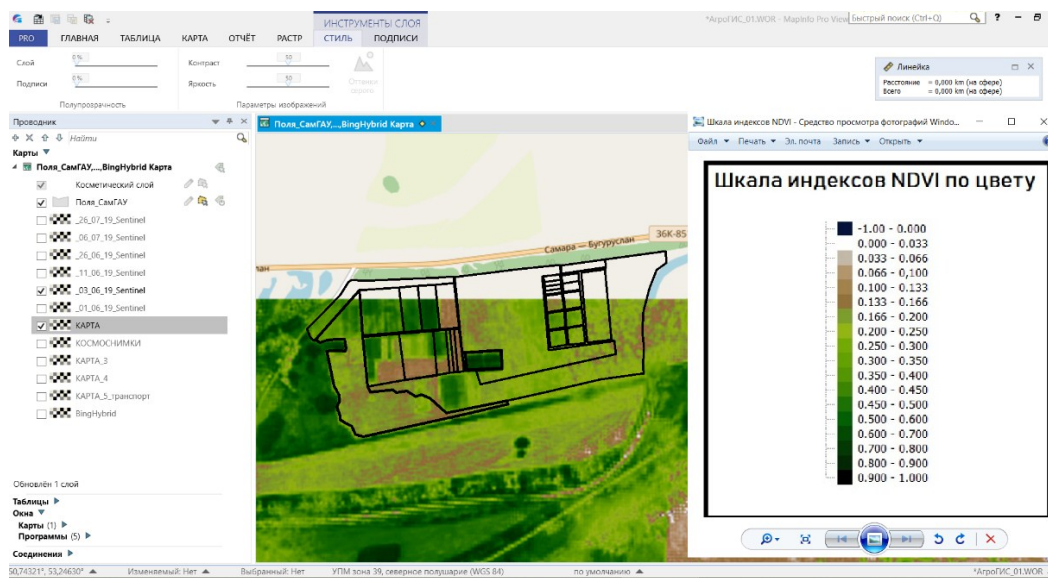 ИНСТРУМЕНТЫ СЛОЯ
*АгроГИС_01.WOR - MapInfo Pro View
Быстрый поиск (Ctrl+Q)
PRO ГЛАВНАЯ ТАБЛИЦА КАРТА ОТЧЁТ РАСТР СТИЛЬ ПОДПИСИ
Слой 0 % Контраст 50
Подписи 0 % Яркость 50 Оттенки серого
Полупрозрачность Параметры изображений
Линейка
Расстояние = 0,000 km (на сфере)
Всего = 0,000 km (на сфере)
Проводник
Найти
Карты
Поля_СамГАУ,...,BingHybrid Карта
Косметический слой
Поля_СамГАУ
_26_07_19_Sentinel
_06_07_19_Sentinel
_26_06_19_Sentinel
_11_06_19_Sentinel
_03_06_19_Sentinel
_01_06_19_Sentinel
КАРТА
КОСМОСНИМКИ
КАРТА_3
КАРТА_4
КАРТА_5_транспорт
BingHybrid
Обновлён 1 слой
Таблицы
Окна
Карты (1)
Программы (5)
Соединения
Поля_СамГАУ,...,BingHybrid Карта
Самара — Бугуруслан
36К-85
лан
Шкала индексов NDVI - Средство просмотра фотографий Windo...
Файл Печать Эл. почта Запись Открыть
Шкала индексов NDVI по цвету
-1.00 - 0.000
0.000 - 0.033
0.033 - 0.066
0.066 - 0,100
0.100 - 0.133
0.133 - 0.166
0.166 - 0.200
0.200 - 0.250
0.250 - 0.300
0.300 - 0.350
0.350 - 0.400
0.400 - 0.450
0.450 - 0.500
0.500 - 0.600
0.600 - 0.700
0.700 - 0.800
0.800 - 0.900
0.900 - 1.000
50,74321°, 53,24630° Изменяемый: Нет Выбранный: Нет УПМ зона 39, северное полушарие (WGS 84) по умолчанию *АгроГИС_01.WOR